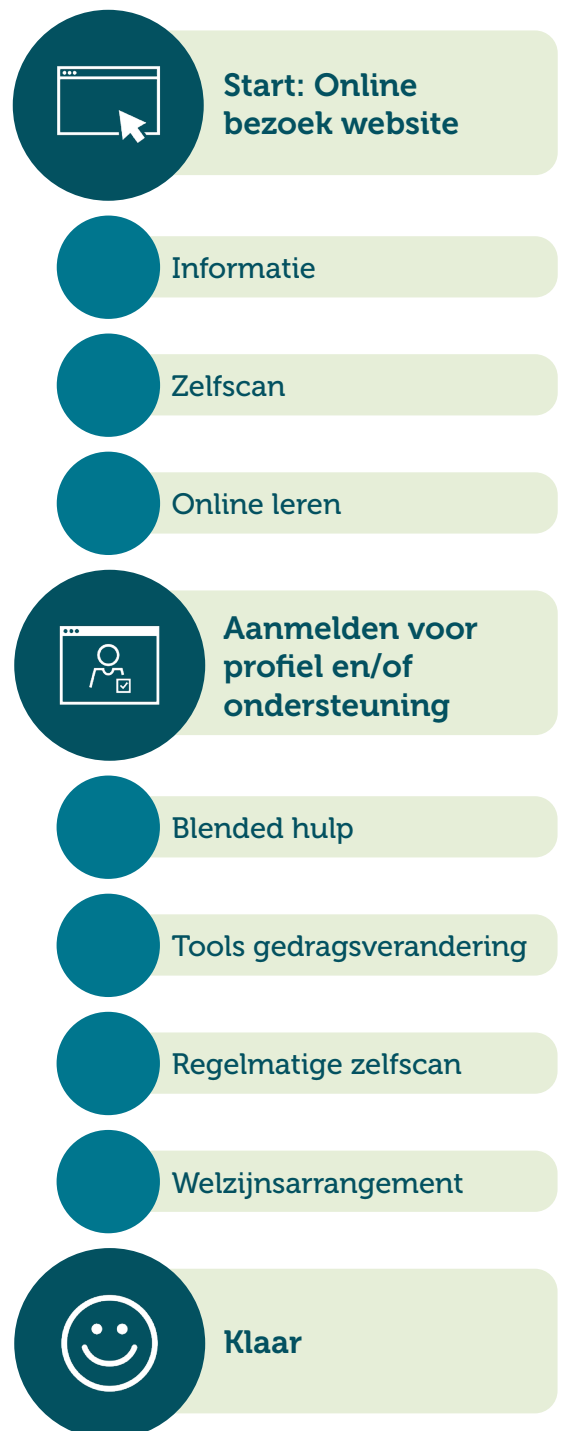 Start: Online
bezoek website
Informatie
Zelfscan
Online leren
Aanmelden voor
profiel en/of
ondersteuning
Blended hulp
Tools gedragsverandering
Regelmatige zelfscan
Welzijnsarrangement
Klaar